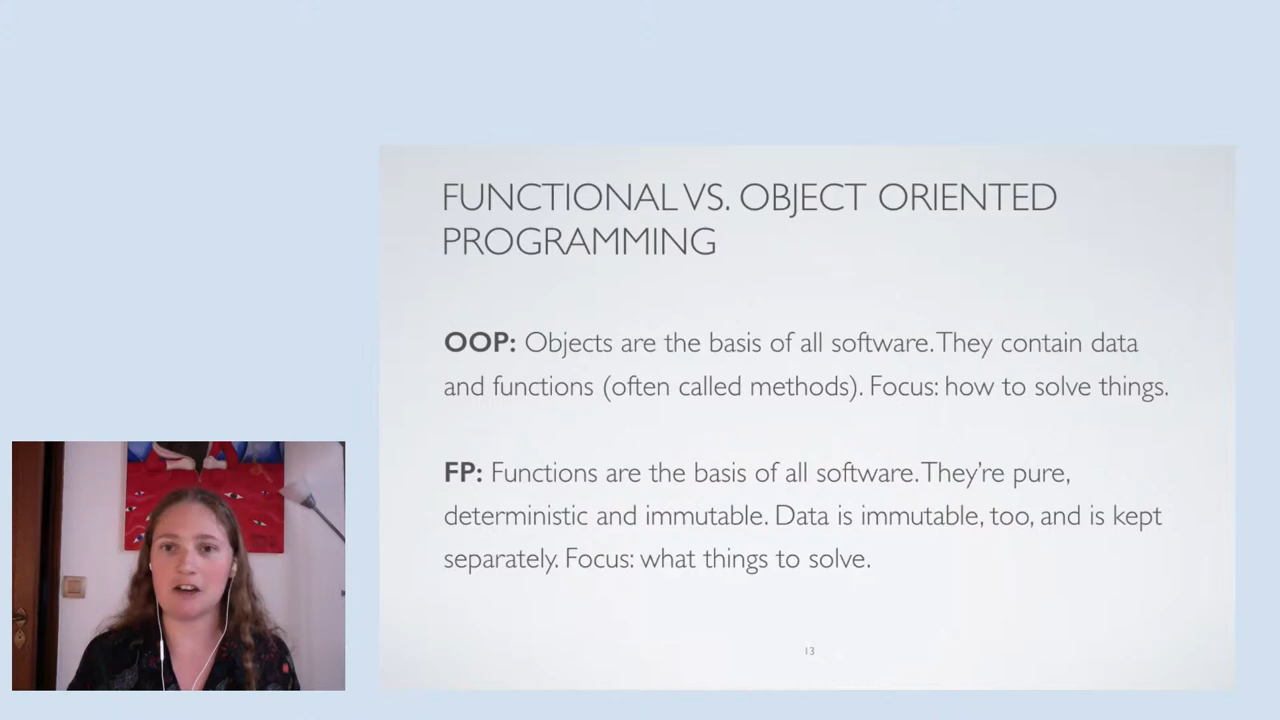 FUNCTIONAL VS. OBJECT ORIENTED
PROGRAMMING
OOP: Objects are the basis of all software. They contain data
and functions (often called methods). Focus: how to solve things.
FP: Functions are the basis of all software. They're pure,
deterministic and immutable. Data is immutable, too, and is kept
separately. Focus: what things to solve.
13